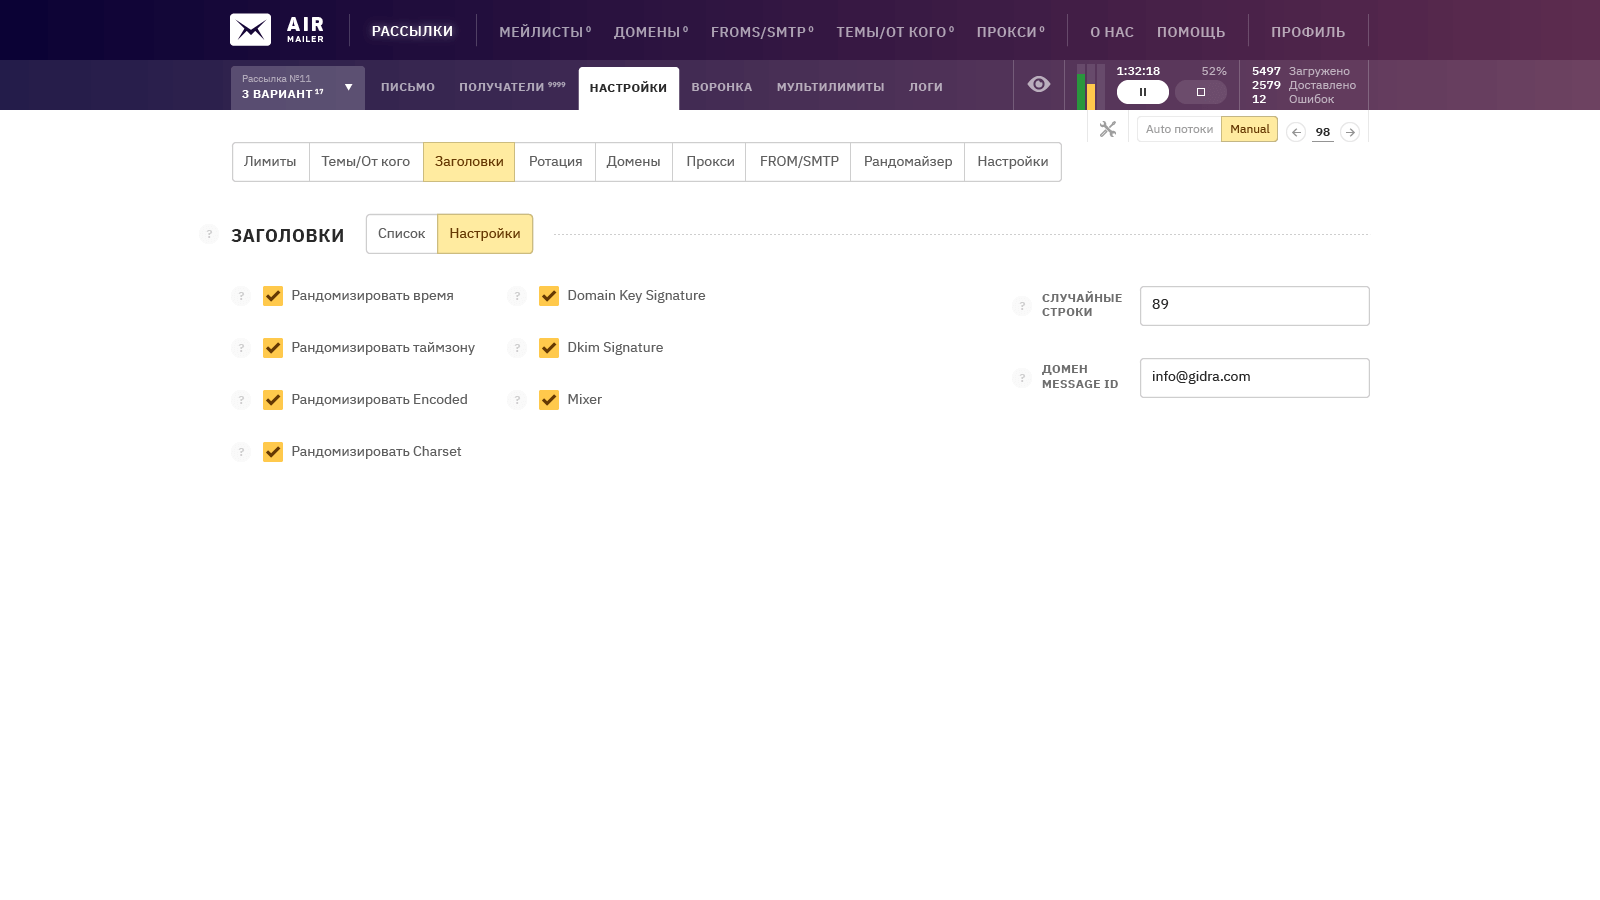 AIR
MAILER
РАССЫЛКИ
МЕЙЛИСТЫ 0
ДОМЕНЫ 0
FROMS/SMTP 0
ТЕМЫ/ОТ КОГО 0
ПРОКСИ 0
О НАС
ПОМОЩЬ
ПРОФИЛЬ
Рассылка №11
3 ВАРИАНТ 17
ПИСЬМО
ПОЛУЧАТЕЛИ 9999
НАСТРОЙКИ
ВОРОНКА
МУЛЬТИЛИМИТЫ
ЛОГИ
1:32:18 52%
5497 Загружено
2579 Доставлено
12 Ошибок
Auto потоки
Manual
98
Лимиты
Темы/От кого
Заголовки
Ротация
Домены
Прокси
FROM/SMTP
Рандомайзер
Настройки
? ЗАГОЛОВКИ
Список
Настройки
? Рандомизировать время
? Domain Key Signature
? СЛУЧАЙНЫЕ
СТРОКИ
89
? Рандомизировать таймзону
? Dkim Signature
? ДОМЕН
MESSAGE ID
info@gidra.com
? Рандомизировать Encoded
? Mixer
? Рандомизировать Charset